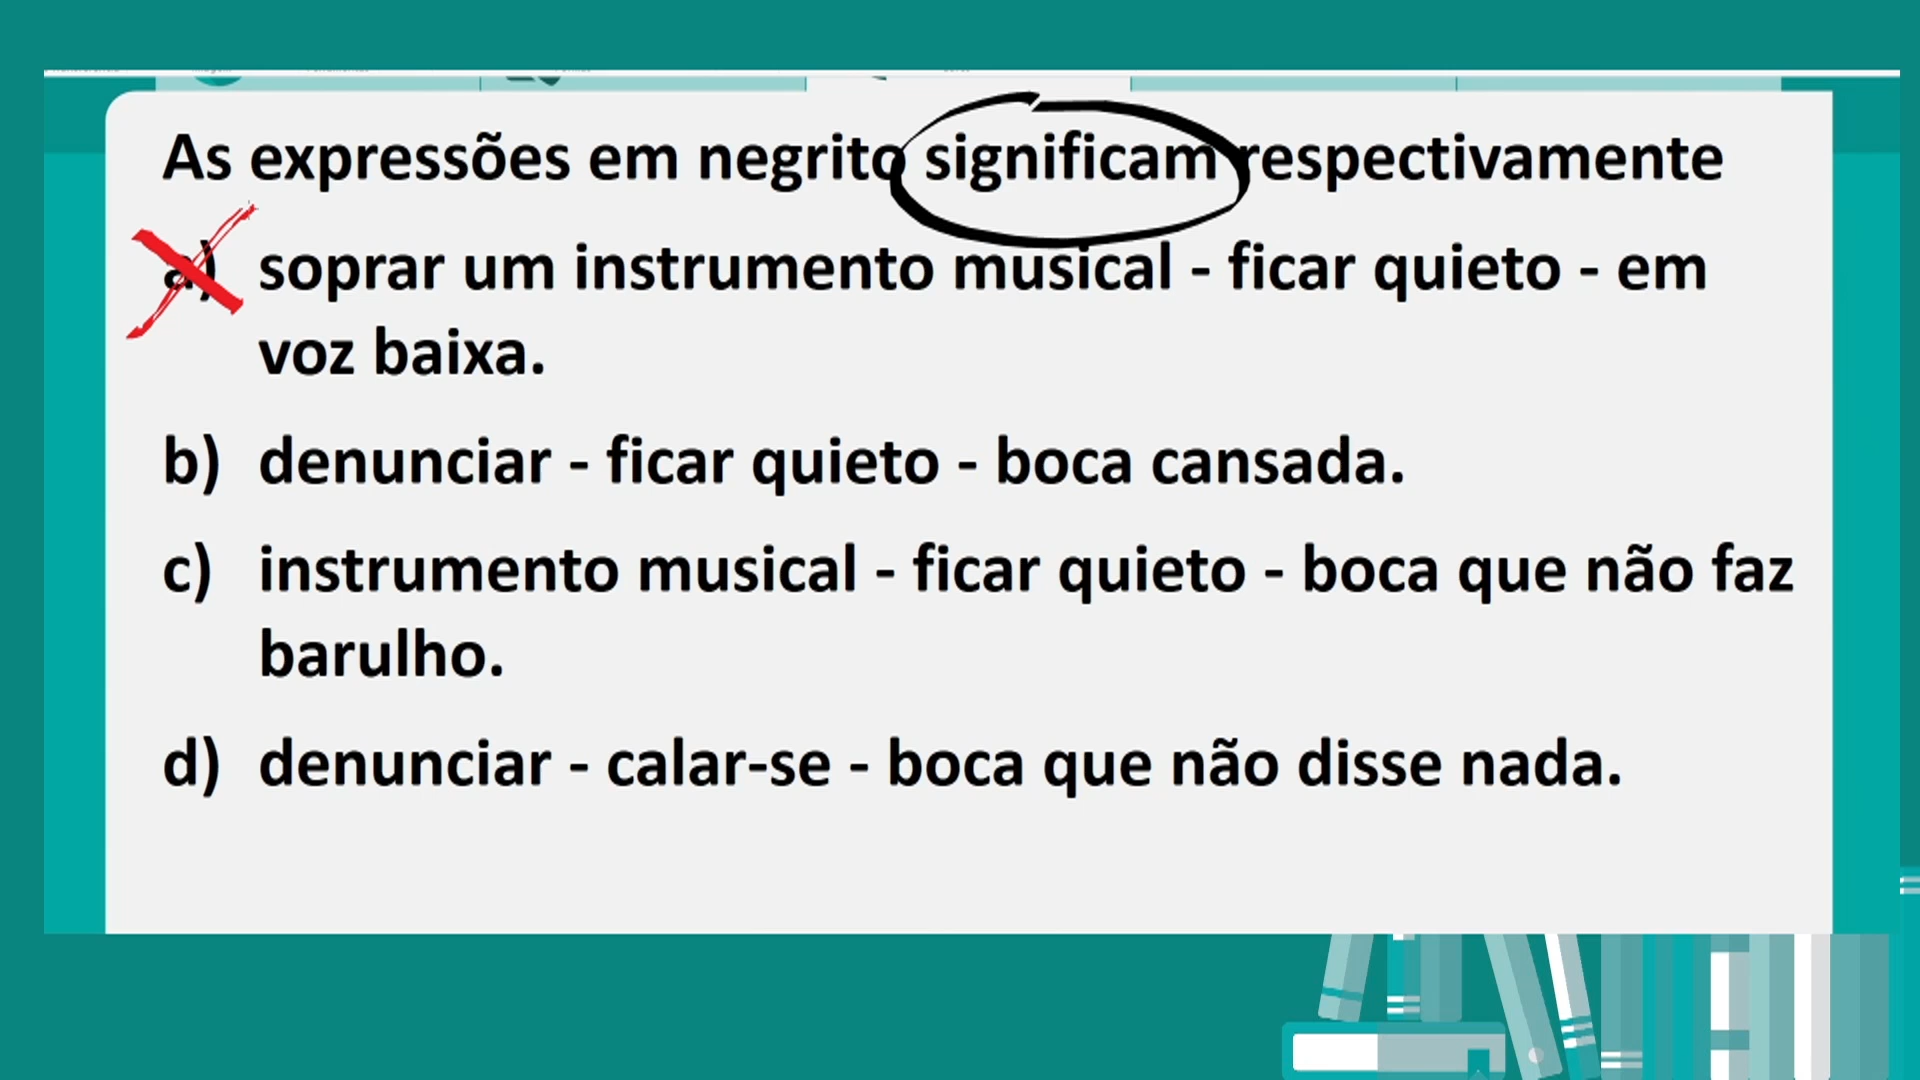 As expressões em negrito significam respectivamente
a) soprar um instrumento musical - ficar quieto - em
voz baixa.
b) denunciar - ficar quieto - boca cansada.
c) instrumento musical - ficar quieto - boca que não faz
barulho.
d) denunciar - calar-se - boca que não disse nada.